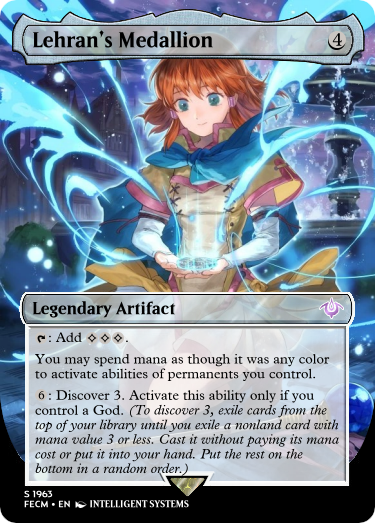 Lehran's Medallion 4
Legendary Artifact
: Add .
You may spend mana as though it was any color
to activate abilities of permanents you control.
6 : Discover 3. Activate this ability only if you
control a God. (To discover 3, exile cards from the
top of your library until you exile a nonland card with
mana value 3 or less. Cast it without paying its mana
cost or put it into your hand. Put the rest on the
bottom in a random order.)
S 1963
FECM • EN INTELLIGENT SYSTEMS